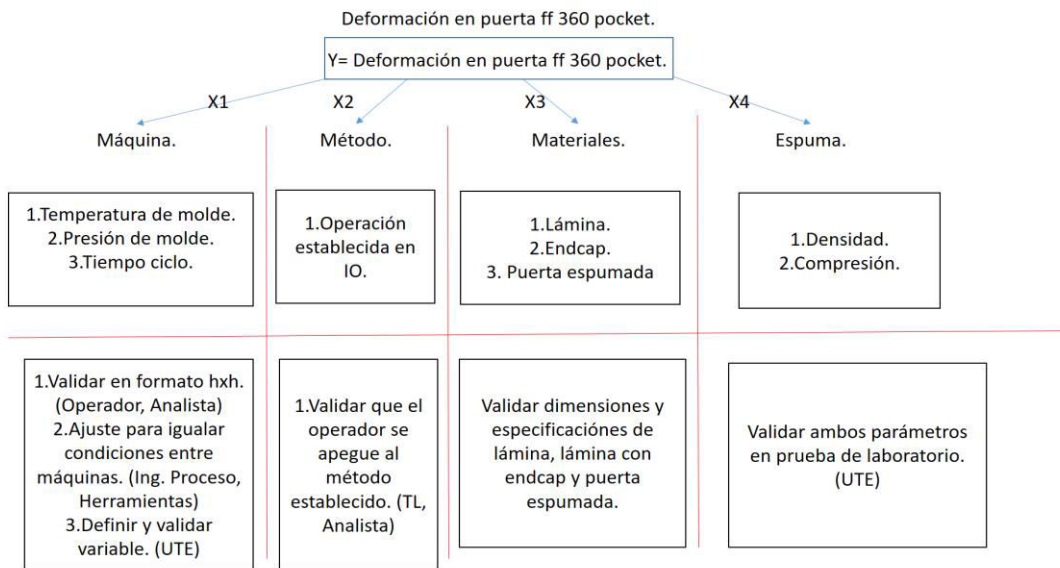 Deformación en puerta ff 360 pocket.
Y= Deformación en puerta ff 360 pocket.
X1
X2
X3
X4
Máquina.
Método.
Materiales.
Espuma.
1.Temperatura de molde.
2.Presión de molde.
3.Tiempo ciclo.
1.Operación
establecida en
IO.
1.Lámina.
2.Endcap.
3. Puerta espumada
1.Densidad.
2.Compresión.
1.Validar en formato hxh.
(Operador, Analista)
2.Ajuste para igualar
condiciones entre
máquinas. (Ing. Proceso,
Herramientas)
3.Definir y validar
variable. (UTE)
1.Validar que el
operador se
apegue al
método
establecido. (TL,
Analista)
Validar dimensiones y
especificaciónes de
lámina, lámina con
endcap y puerta
espumada.
Validar ambos parámetros
en prueba de laboratorio.
(UTE)